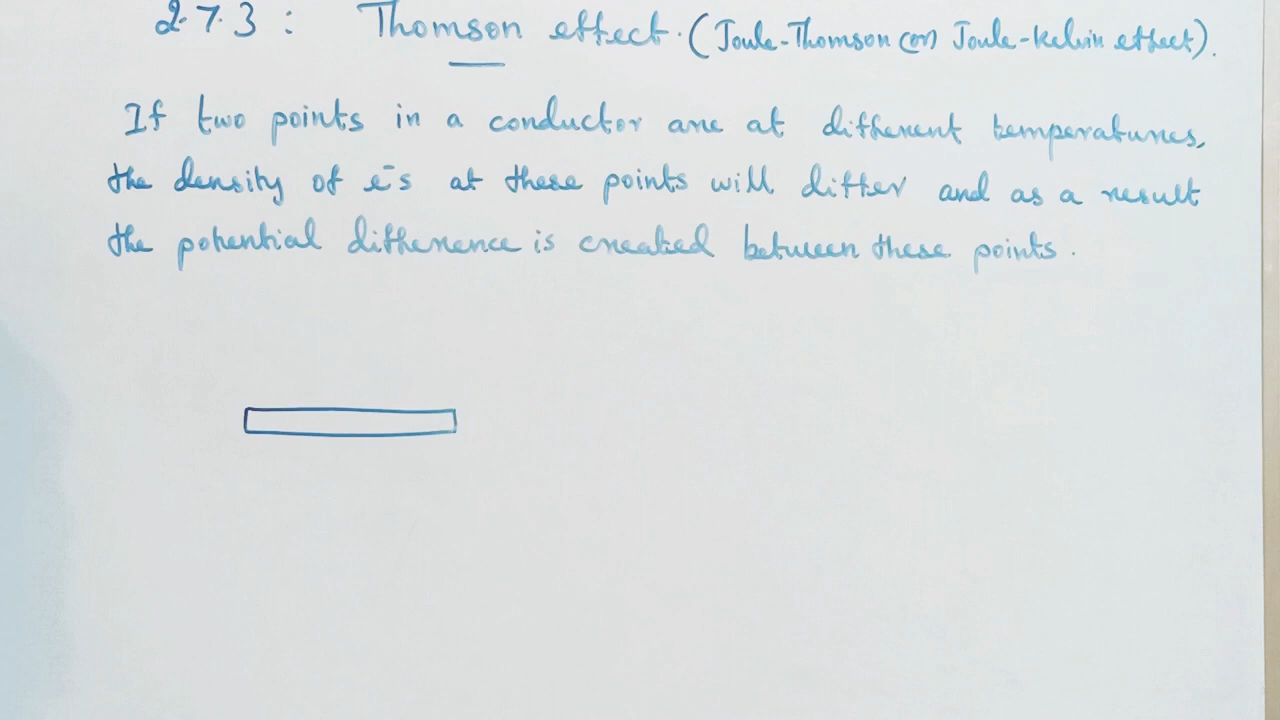 2.7.3 : Thomson effect. (Joule-Thomson (or) Joule-Kelvin effect).
If two points in a conductor are at different temperatures,
the density of e⁻s at these points will differ and as a result
the potential difference is created between these points.